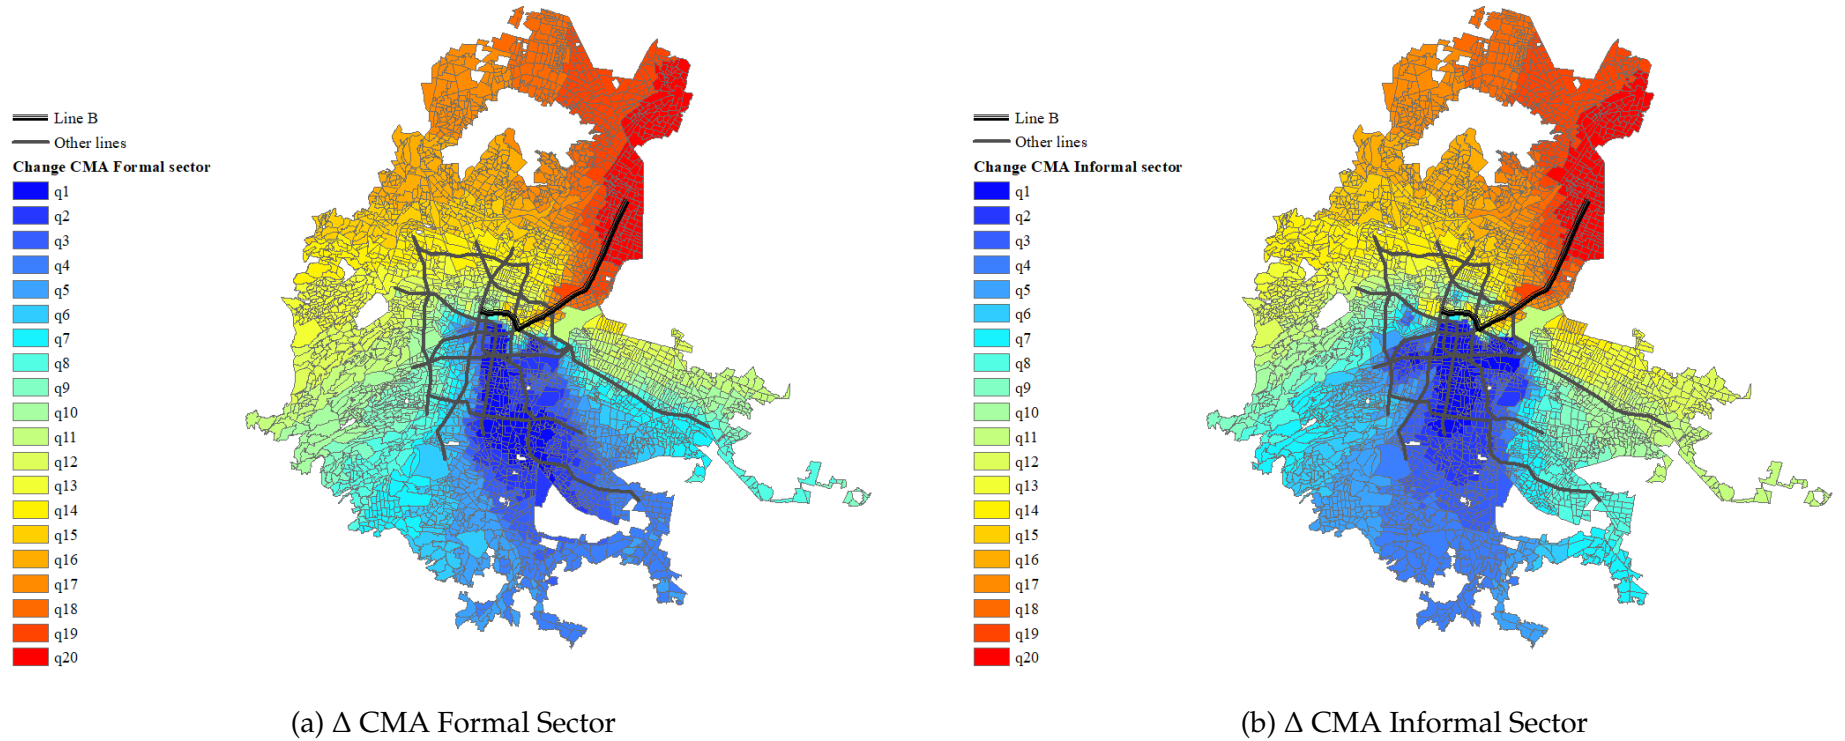 Line B
Other lines
Change CMA Formal sector
q1
q2
q3
q4
q5
q6
q7
q8
q9
q10
q11
q12
q13
q14
q15
q16
q17
q18
q19
q20
(a) Δ CMA Formal Sector
Line B
Other lines
Change CMA Informal sector
q1
q2
q3
q4
q5
q6
q7
q8
q9
q10
q11
q12
q13
q14
q15
q16
q17
q18
q19
q20
(b) Δ CMA Informal Sector